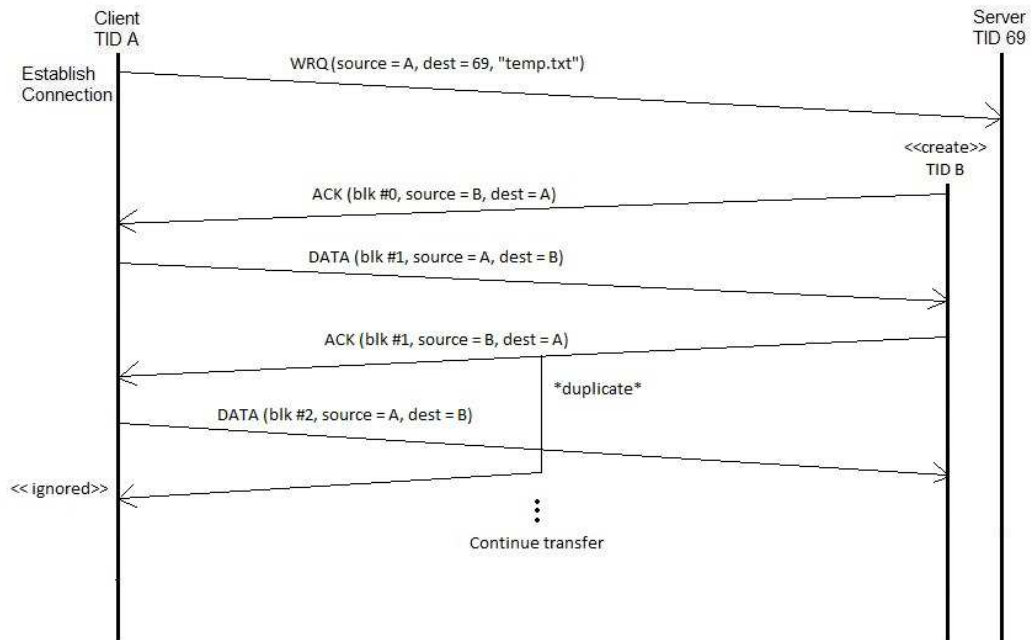 Client
TID A
Server
TID 69
Establish
Connection
WRQ (source = A, dest = 69, "temp.txt")
<<create>>
TID B
ACK (blk #0, source = B, dest = A)
DATA (blk #1, source = A, dest = B)
ACK (blk #1, source = B, dest = A)
*duplicate*
DATA (blk #2, source = A, dest = B)
<< ignored>>
Continue transfer